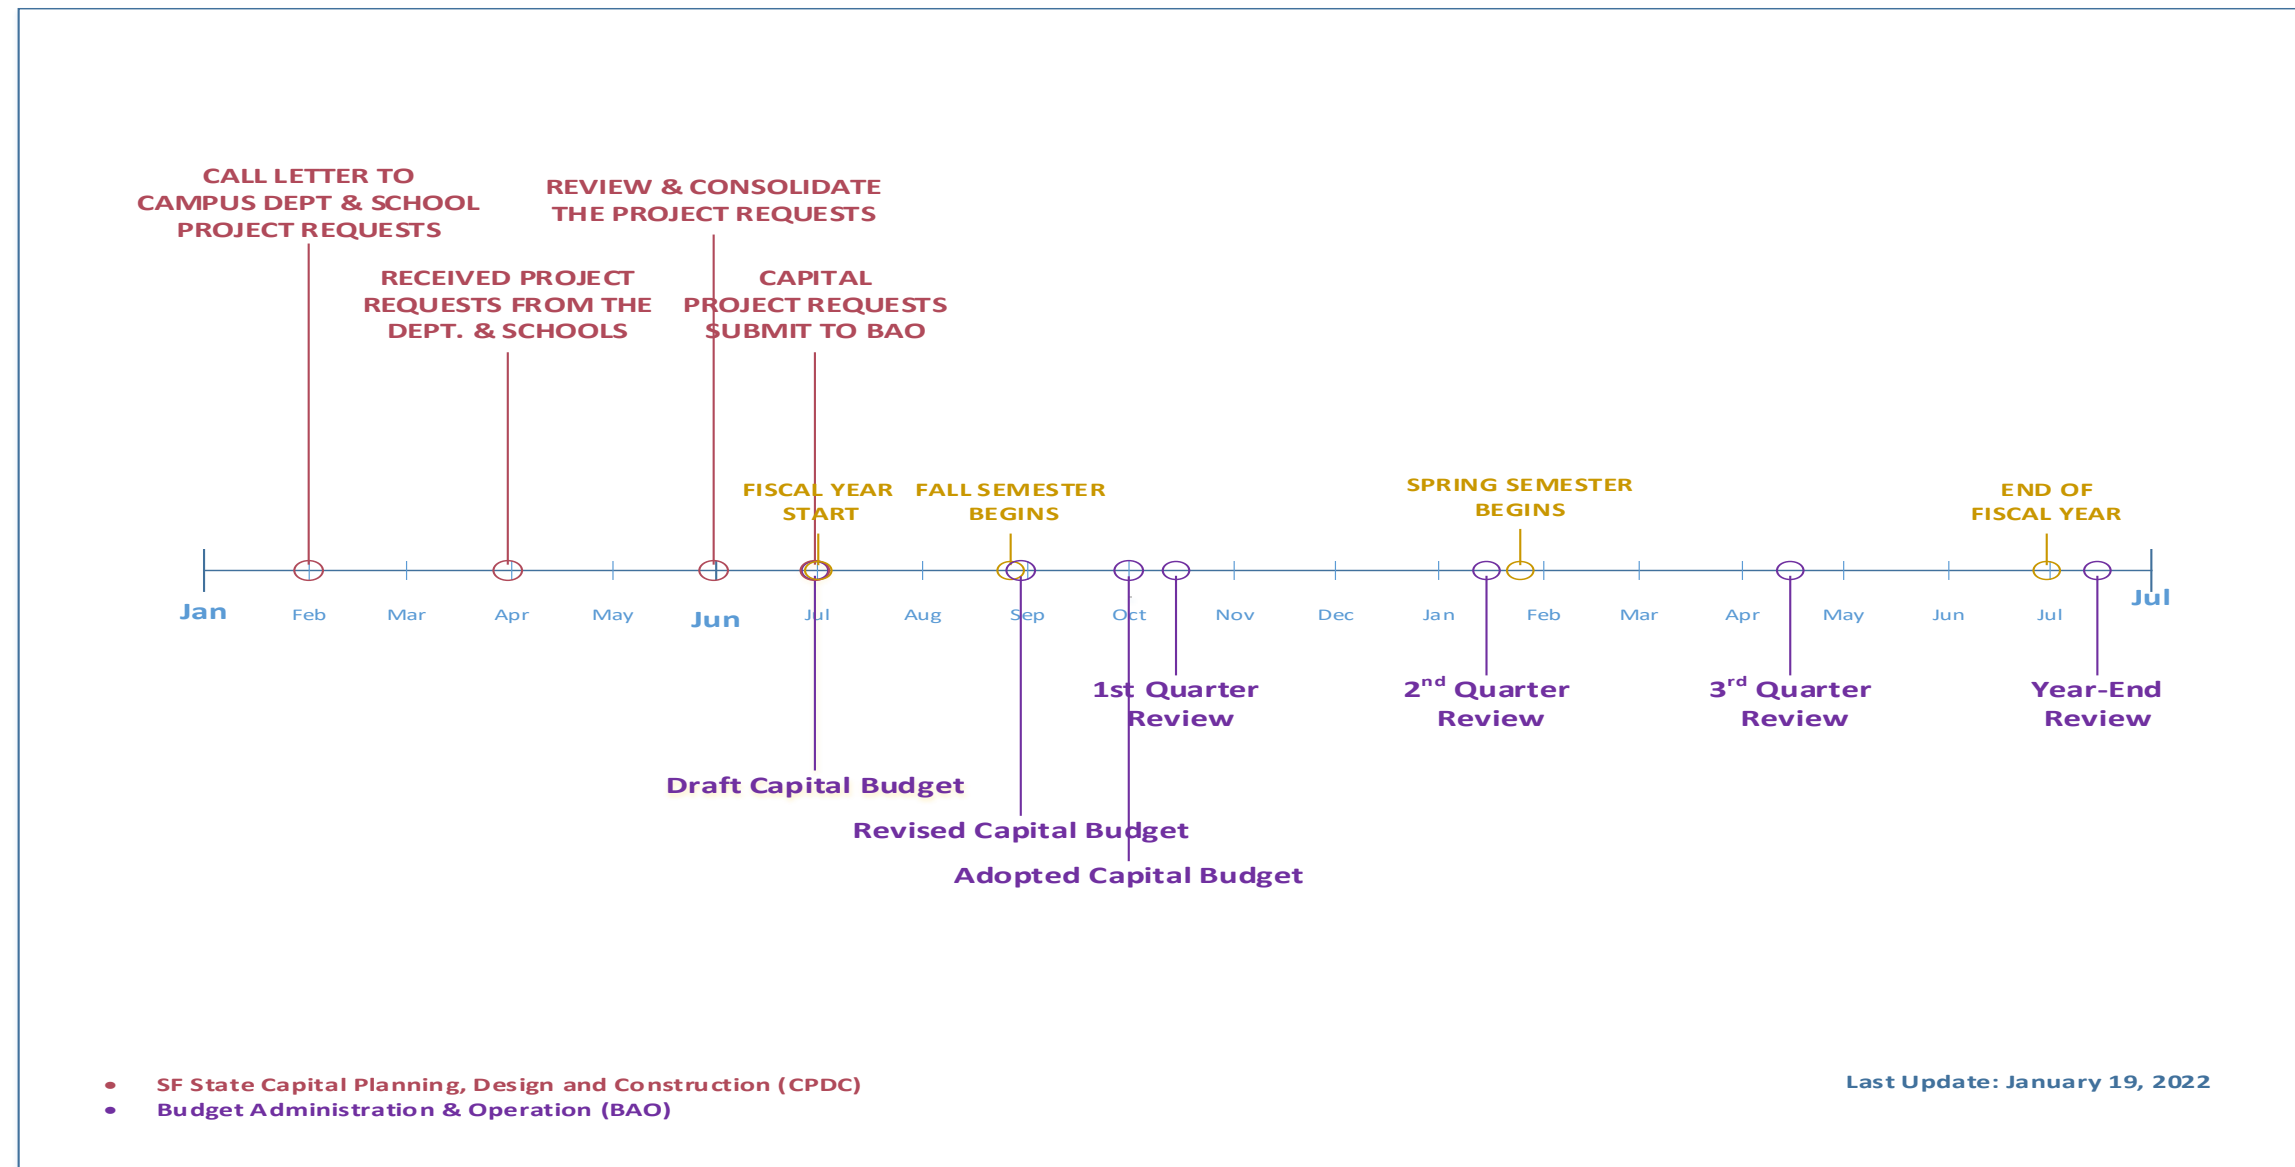 CALL LETTER TO
CAMPUS DEPT & SCHOOL
PROJECT REQUESTS
REVIEW & CONSOLIDATE
THE PROJECT REQUESTS
RECEIVED PROJECT
REQUESTS FROM THE
DEPT. & SCHOOLS
CAPITAL
PROJECT REQUESTS
SUBMIT TO BAO
FISCAL YEAR
START
FALL SEMESTER
BEGINS
SPRING SEMESTER
BEGINS
END OF
FISCAL YEAR
Jan Feb Mar Apr May Jun Jul Aug Sep Oct Nov Dec Jan Feb Mar Apr May Jun Jul Jul
1st Quarter
Review
2nd Quarter
Review
3rd Quarter
Review
Year-End
Review
Draft Capital Budget
Revised Capital Budget
Adopted Capital Budget
• SF State Capital Planning, Design and Construction (CPDC)
• Budget Administration & Operation (BAO)
Last Update: January 19, 2022